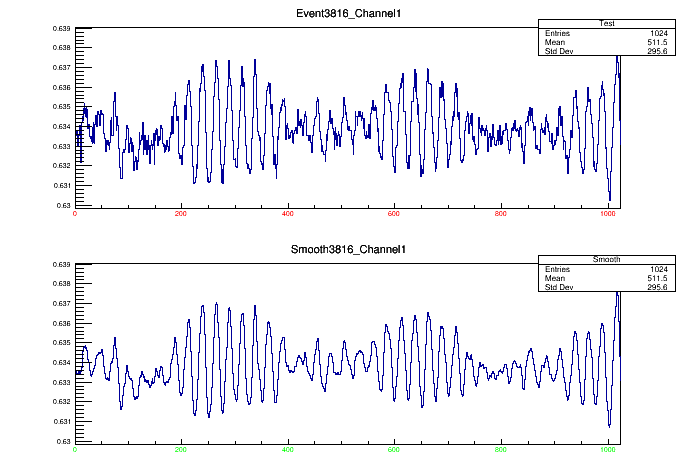 Event3816_Channel1
Test
Entries 1024
Mean 511.5
Std Dev 295.6
0.639
0.638
0.637
0.636
0.635
0.634
0.633
0.632
0.631
0.63
0 200 400 600 800 1000
Smooth3816_Channel1
Smooth
Entries 1024
Mean 511.5
Std Dev 295.6
0.639
0.638
0.637
0.636
0.635
0.634
0.633
0.632
0.631
0.63
0 200 400 600 800 1000